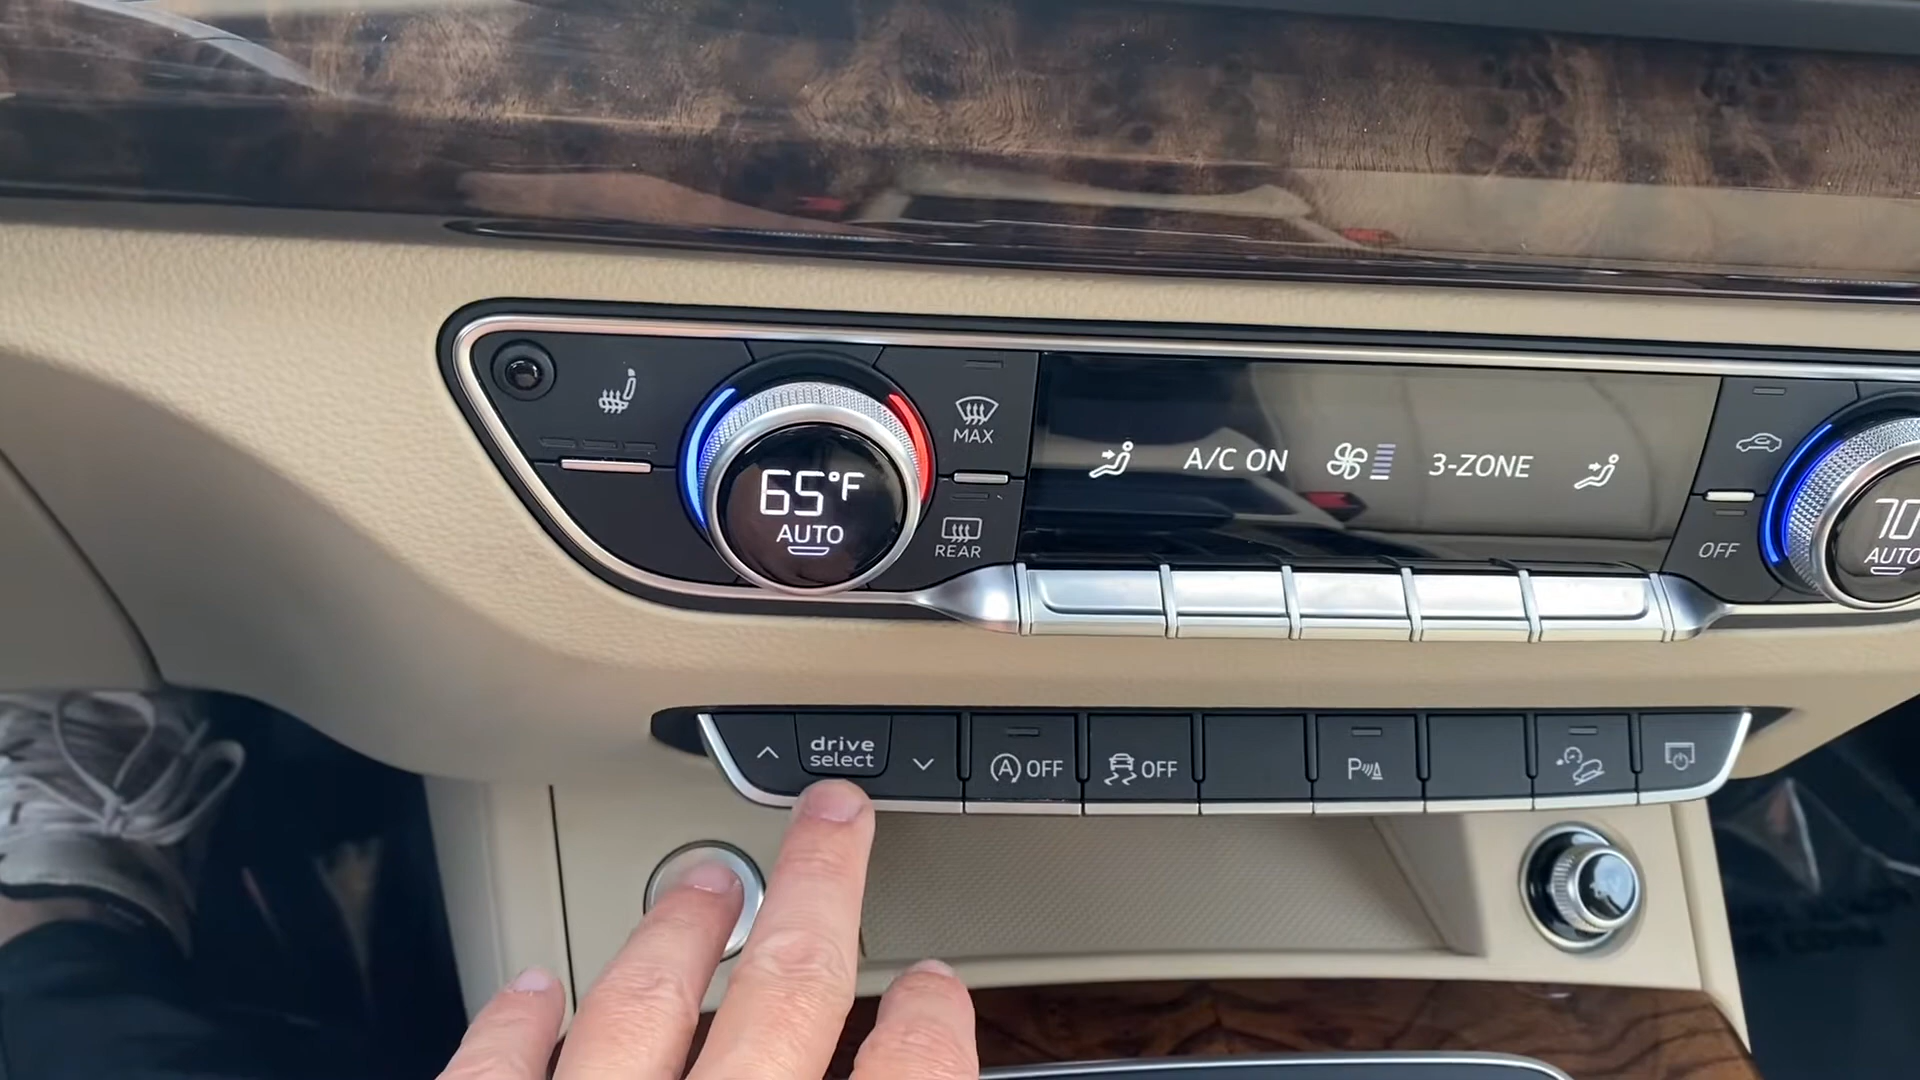 65°F
AUTO
MAX
REAR
A/C ON
3-ZONE
OFF
70
AUTO
drive
select
A OFF
OFF
P